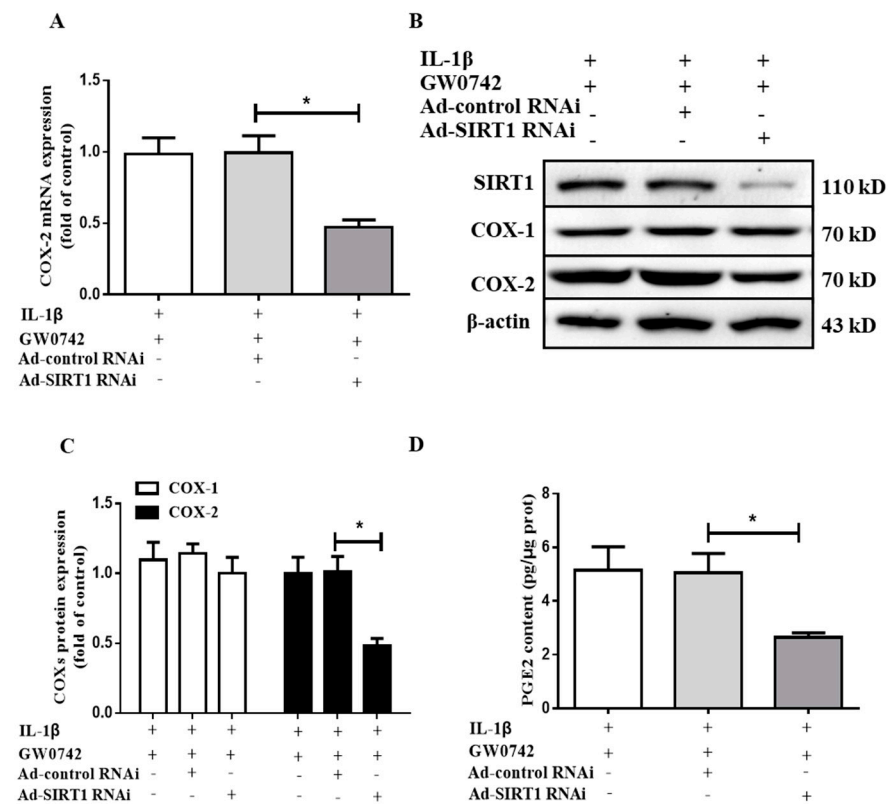 A
COX-2 mRNA expression
(fold of control)
1.5
1.0
0.5
0.0
*
IL-1β + + +
GW0742 + + +
Ad-control RNAi - + -
Ad-SIRT1 RNAi - - +
B
IL-1β + + +
GW0742 + + +
Ad-control RNAi - + -
Ad-SIRT1 RNAi - - +
SIRT1 110 kD
COX-1 70 kD
COX-2 70 kD
β-actin 43 kD
C
COX-1
COX-2
COXs protein expression
(fold of control)
1.5
1.0
0.5
0.0
*
IL-1β + + + + + +
GW0742 + + + + + +
Ad-control RNAi - + - - + -
Ad-SIRT1 RNAi - - + - - +
D
PGE2 content (pg/μg prot)
8
6
4
2
0
*
IL-1β + + +
GW0742 + + +
Ad-control RNAi - + -
Ad-SIRT1 RNAi - - +